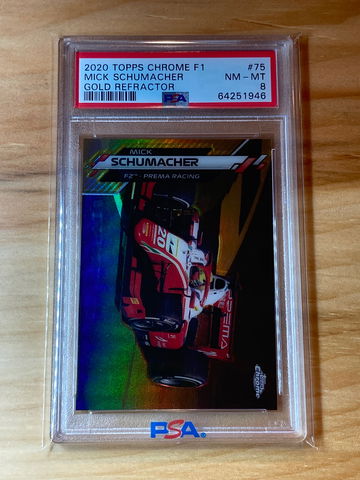 2020 TOPPS CHROME F1 #75
MICK SCHUMACHER NM - MT
GOLD REFRACTOR 8
PSA 64251946
MICK
SCHUMACHER
F2™ - PREMA RACING
20
PREMA
Topps
Chrome
PSA